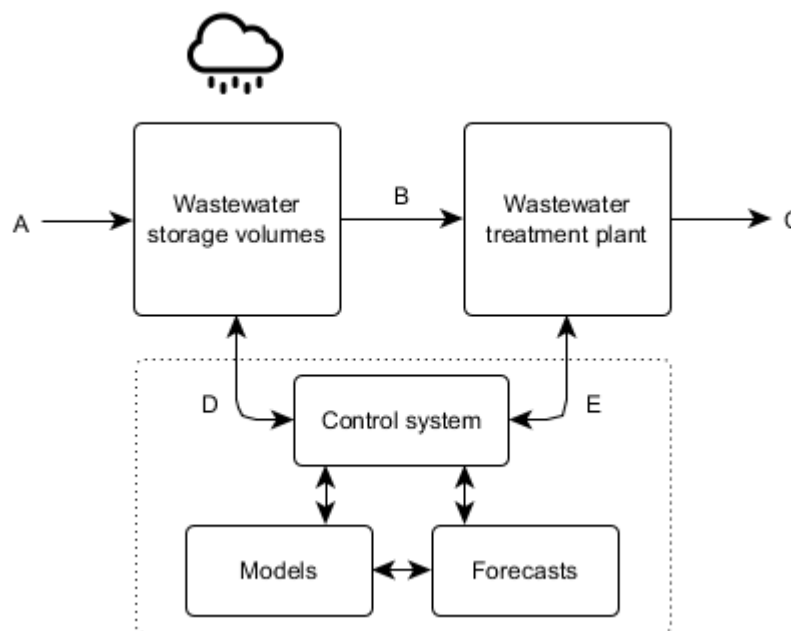 A
Wastewater
storage volumes
B
Wastewater
treatment plant
C
D
Control system
E
Models
Forecasts